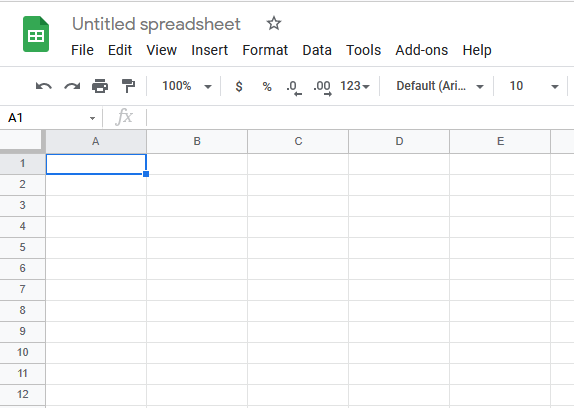 Untitled spreadsheet
File Edit View Insert Format Data Tools Add-ons Help
100% $ % .0 .00 123 Default (Ari... 10
A1 fx
A B C D E
1
2
3
4
5
6
7
8
9
10
11
12